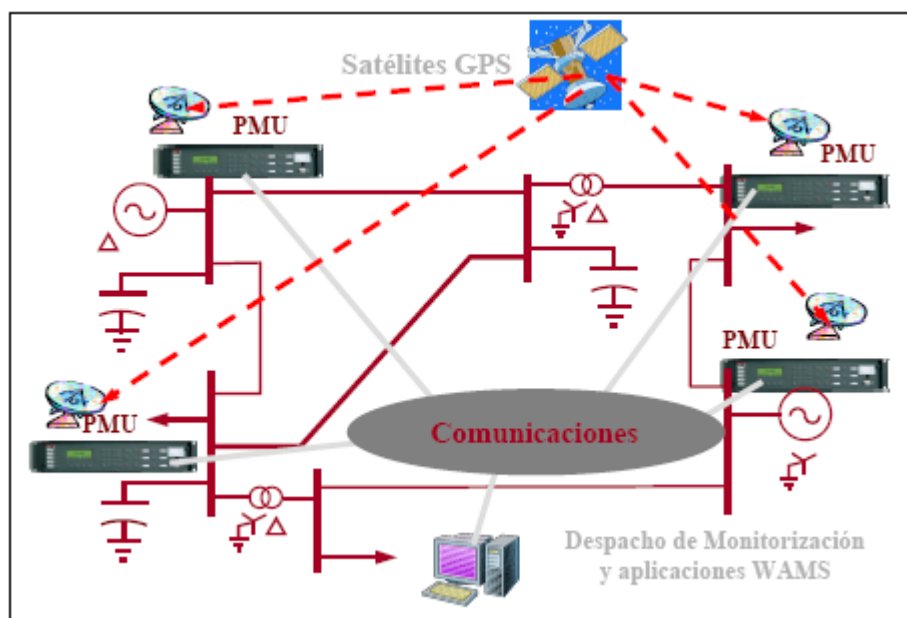 Satélites GPS
PMU
PMU
PMU
PMU
Comunicaciones
Despacho de Monitorización
y aplicaciones WAMS